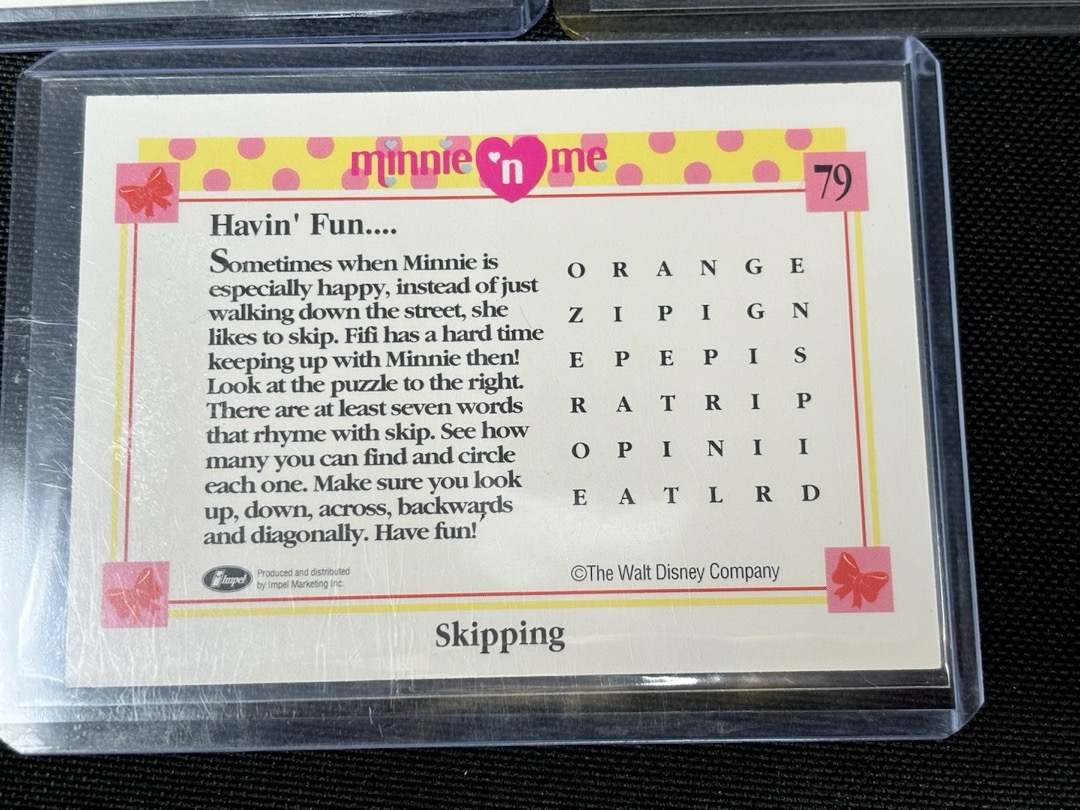 minnie 'n me
79
Havin' Fun....
Sometimes when Minnie is
especially happy, instead of just
walking down the street, she
likes to skip. Fifi has a hard time
keeping up with Minnie then!
Look at the puzzle to the right.
There are at least seven words
that rhyme with skip. See how
many you can find and circle
each one. Make sure you look
up, down, across, backwards
and diagonally. Have fun!
O R A N G E
Z I P I G N
E P E P I S
R A T R I P
O P I N I I
E A T L R D
Impel
Produced and distributed
by Impel Marketing Inc.
©The Walt Disney Company
Skipping